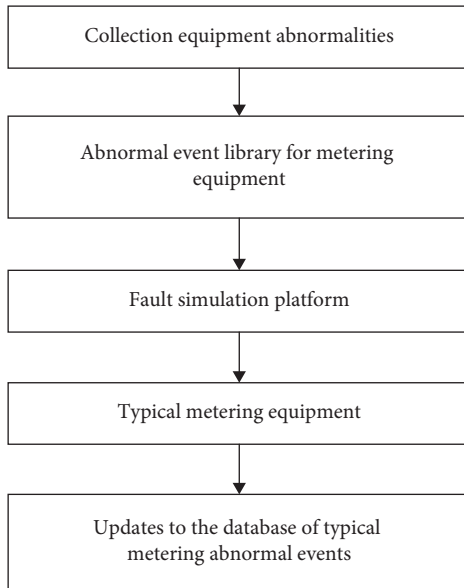 Collection equipment abnormalities
Abnormal event library for metering
equipment
Fault simulation platform
Typical metering equipment
Updates to the database of typical
metering abnormal events